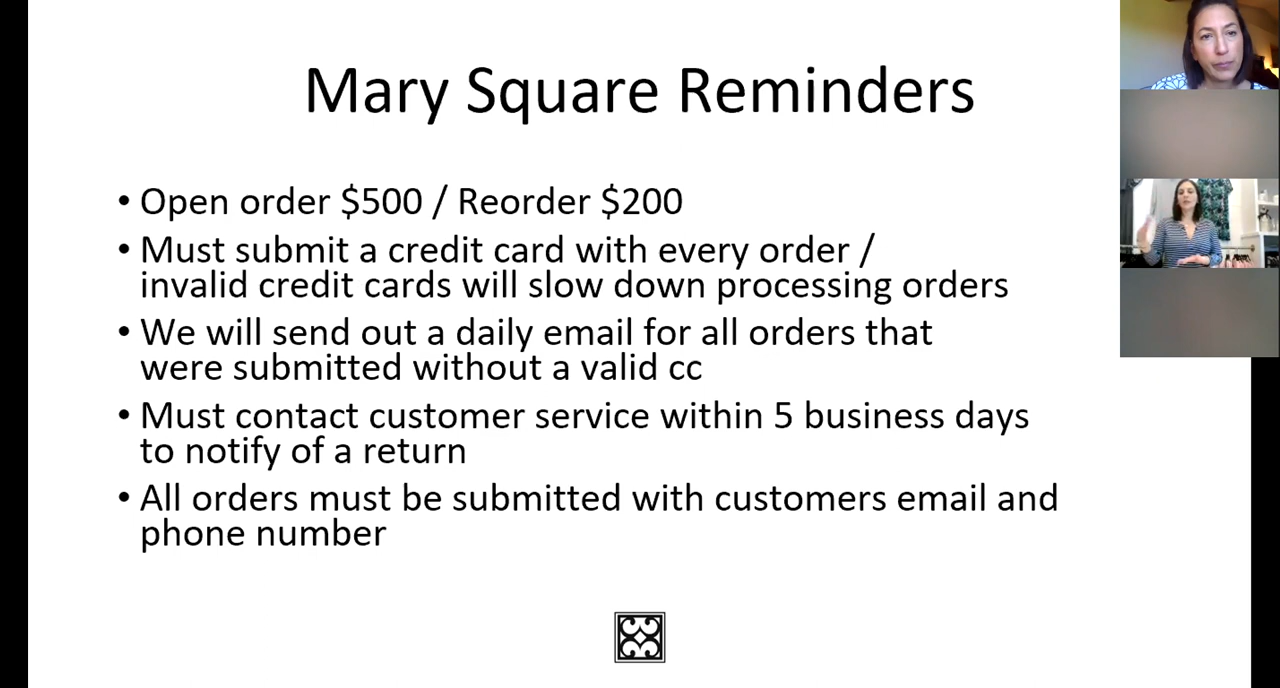 Mary Square Reminders
• Open order $500 / Reorder $200
• Must submit a credit card with every order /
invalid credit cards will slow down processing orders
• We will send out a daily email for all orders that
were submitted without a valid cc
• Must contact customer service within 5 business days
to notify of a return
• All orders must be submitted with customers email and
phone number